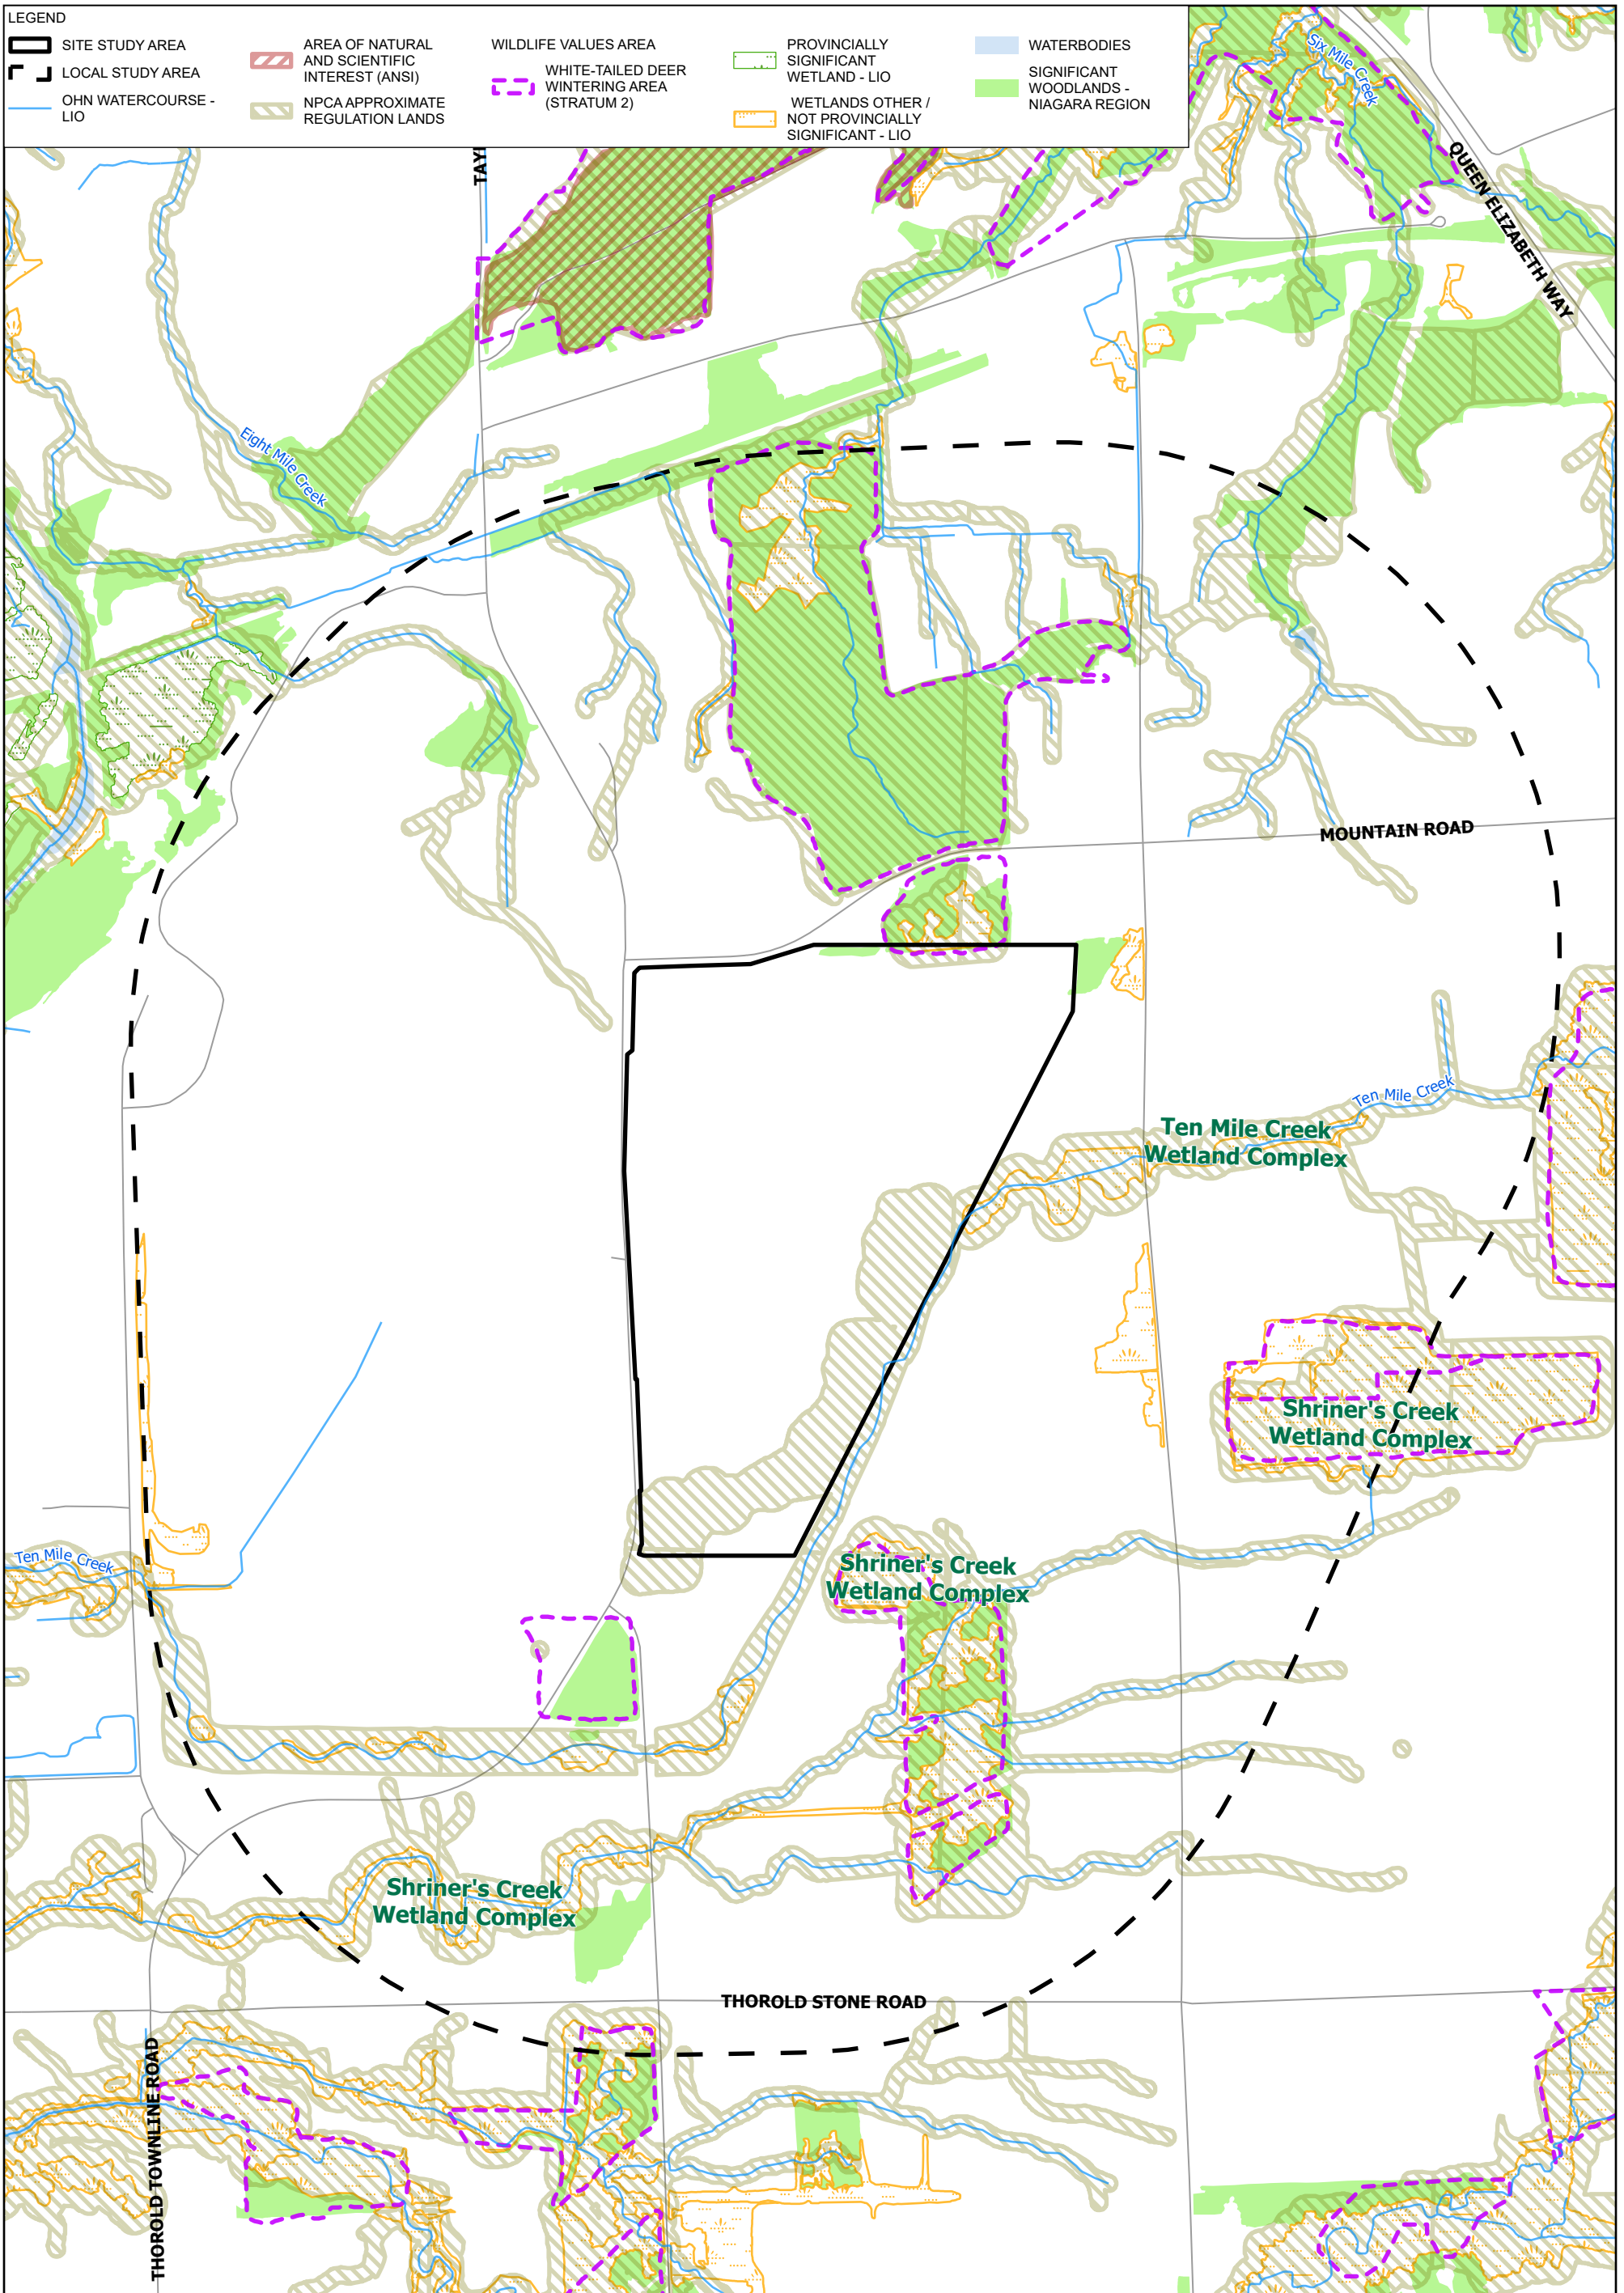 LEGEND
SITE STUDY AREA
LOCAL STUDY AREA
OHN WATERCOURSE -
LIO
AREA OF NATURAL
AND SCIENTIFIC
INTEREST (ANSI)
NPCA APPROXIMATE
REGULATION LANDS
WILDLIFE VALUES AREA
WHITE-TAILED DEER
WINTERING AREA
(STRATUM 2)
PROVINCIALLY
SIGNIFICANT
WETLAND - LIO
WETLANDS OTHER /
NOT PROVINCIALLY
SIGNIFICANT - LIO
WATERBODIES
SIGNIFICANT
WOODLANDS -
NIAGARA REGION
Six Mile Creek
TAY
QUEEN ELIZABETH WAY
Eight Mile Creek
MOUNTAIN ROAD
Ten Mile Creek
Ten Mile Creek
Wetland Complex
Shriner's Creek
Wetland Complex
Ten Mile Creek
Shriner's Creek
Wetland Complex
Shriner's Creek
Wetland Complex
THOROLD STONE ROAD
THOROLD TOWNLINE ROAD